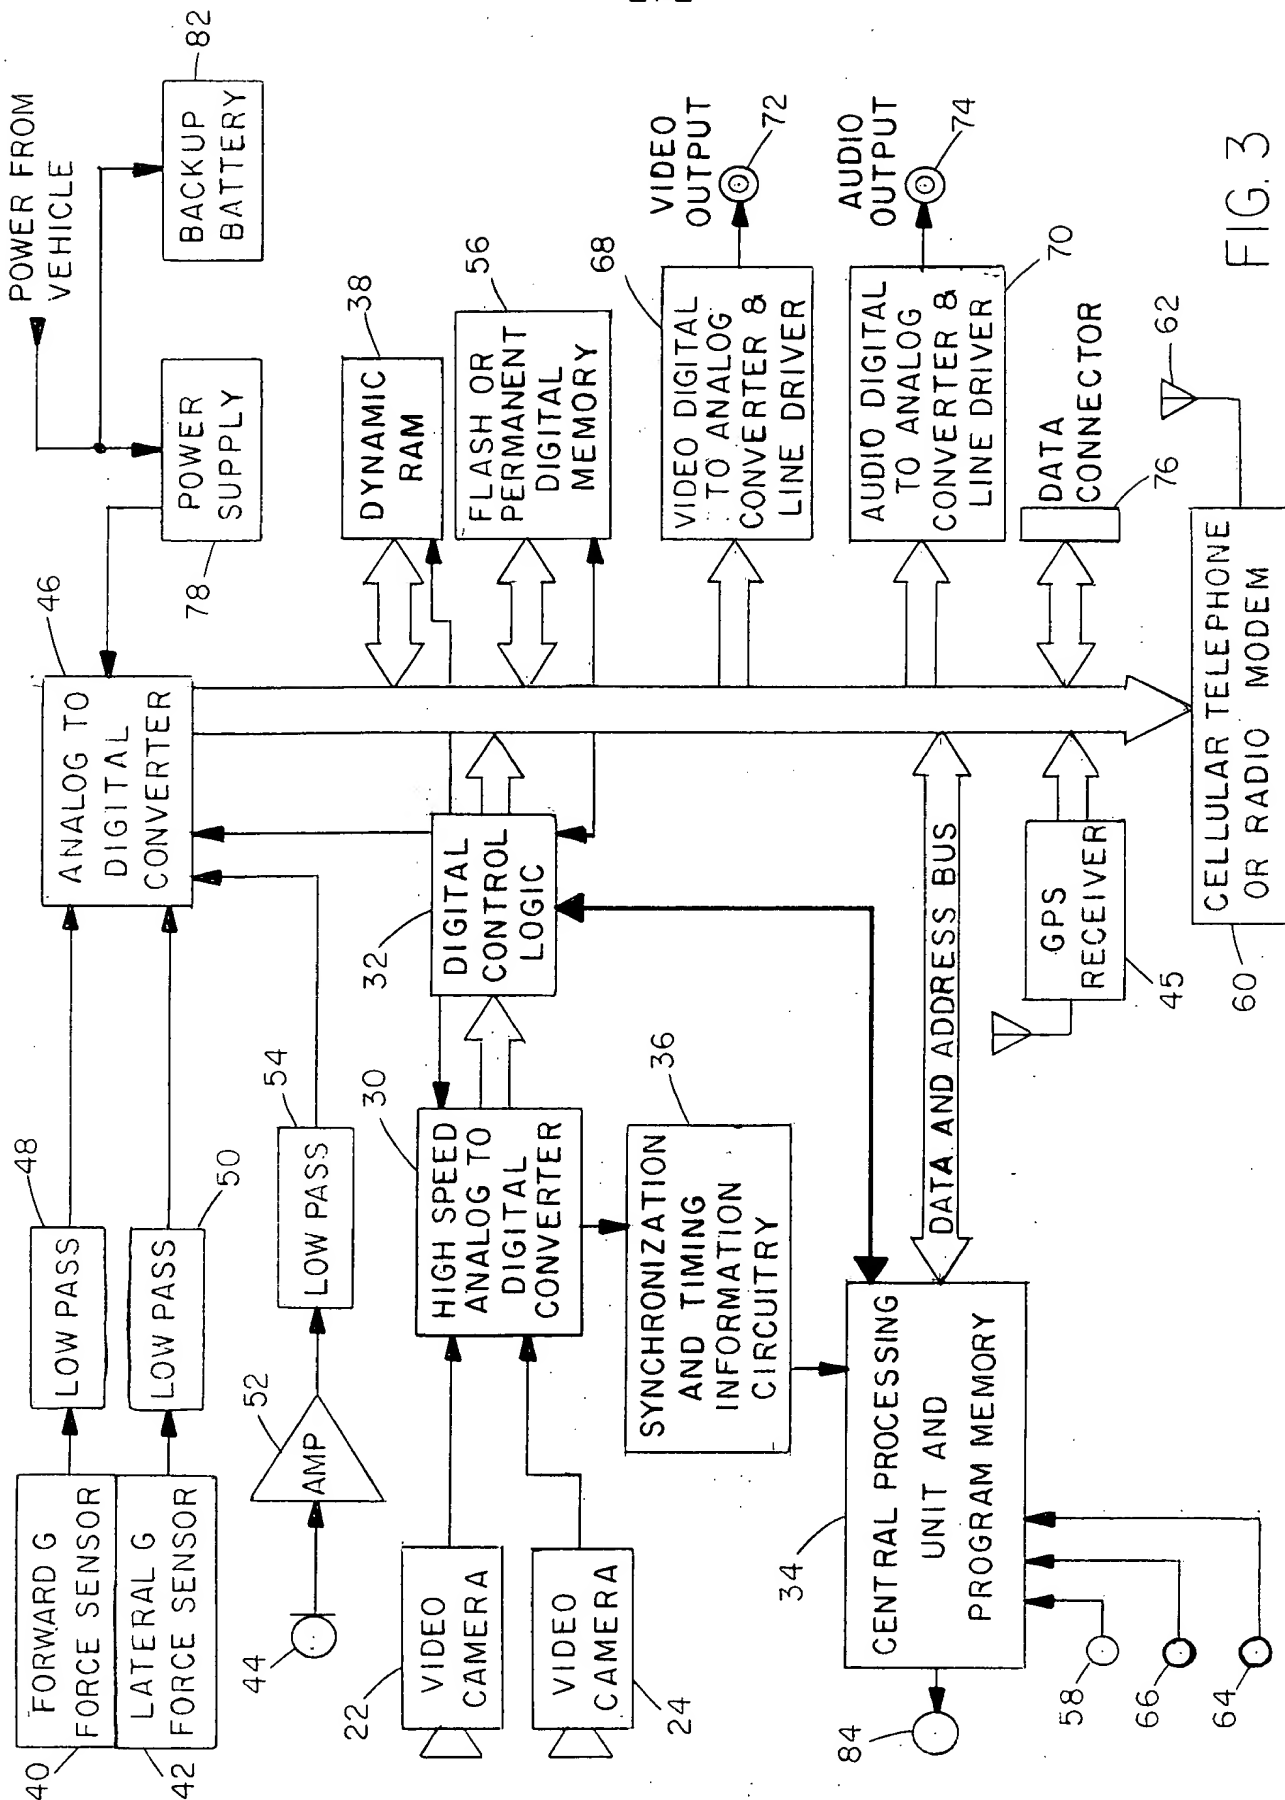 POWER FROM
VEHICLE
82
BACKUP
BATTERY
POWER
SUPPLY
78
46
ANALOG TO
DIGITAL
CONVERTER
40
FORWARD G
FORCE SENSOR
42
LATERAL G
FORCE SENSOR
48
LOW PASS
50
LOW PASS
44
52
AMP
54
LOW PASS
38
DYNAMIC
RAM
56
FLASH OR
PERMANENT
DIGITAL
MEMORY
22
VIDEO
CAMERA
24
VIDEO
CAMERA
30
HIGH SPEED
ANALOG TO
DIGITAL
CONVERTER
32
DIGITAL
CONTROL
LOGIC
36
SYNCHRONIZATION
AND TIMING
INFORMATION
CIRCUITRY
68
VIDEO DIGITAL
TO ANALOG
CONVERTER &
LINE DRIVER
VIDEO
OUTPUT
72
70
AUDIO DIGITAL
TO ANALOG
CONVERTER &
LINE DRIVER
AUDIO
OUTPUT
74
34
CENTRAL PROCESSING
UNIT AND
PROGRAM MEMORY
DATA AND ADDRESS BUS
DATA
CONNECTOR
76
GPS
RECEIVER
45
62
60
CELLULAR TELEPHONE
OR RADIO MODEM
84
58
66
64
FIG. 3